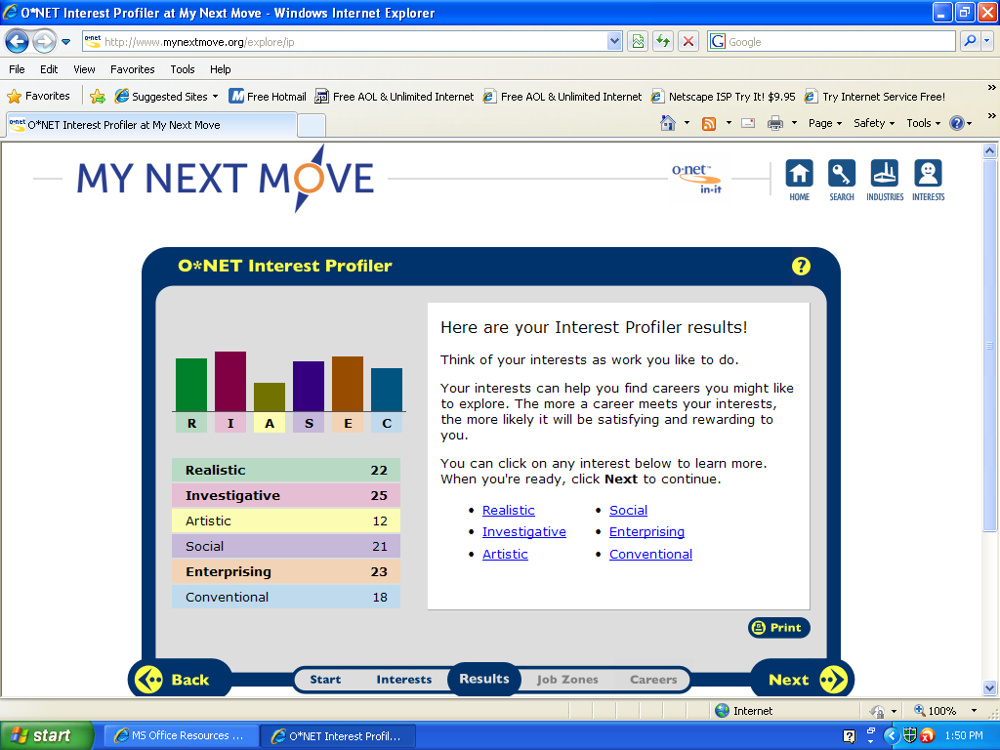 O*NET Interest Profiler at My Next Move - Windows Internet Explorer
o·net http://www.mynextmove.org/explore/ip
G Google
File Edit View Favorites Tools Help
Favorites Suggested Sites Free Hotmail Free AOL & Unlimited Internet Free AOL & Unlimited Internet Netscape ISP Try It! $9.95 Try Internet Service Free! »
o·net O*NET Interest Profiler at My Next Move
Page Safety Tools »
MY NEXT MOVE
o·net™
in-it
HOME SEARCH INDUSTRIES INTERESTS
O*NET Interest Profiler ?
R I A S E C
Realistic 22
Investigative 25
Artistic 12
Social 21
Enterprising 23
Conventional 18
Here are your Interest Profiler results!
Think of your interests as work you like to do.
Your interests can help you find careers you might like
to explore. The more a career meets your interests,
the more likely it will be satisfying and rewarding to
you.
You can click on any interest below to learn more.
When you're ready, click Next to continue.
• Realistic • Social
• Investigative • Enterprising
• Artistic • Conventional
Print
Back Start Interests Results Job Zones Careers Next
Internet 100%
start MS Office Resources ... O*NET Interest Profil... 1:50 PM